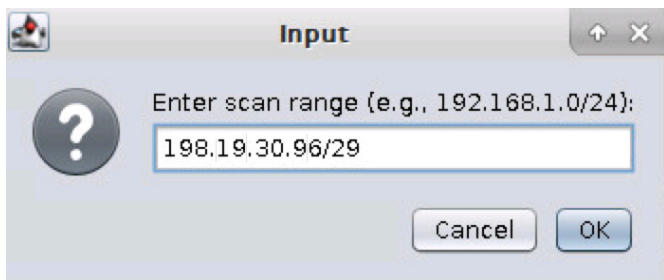 Input
Enter scan range (e.g., 192.168.1.0/24):
198.19.30.96/29
Cancel OK